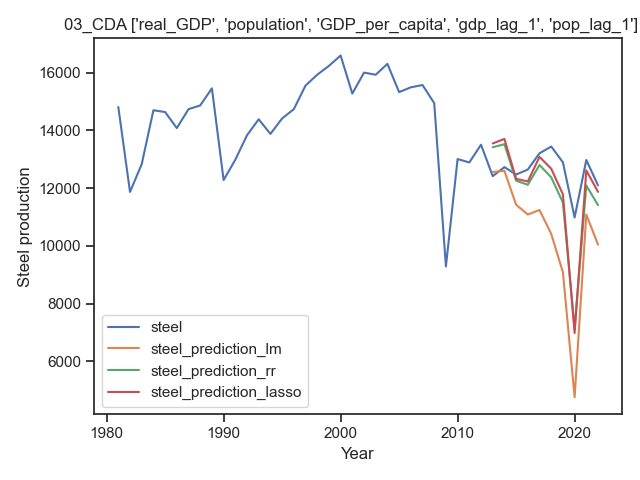 03_CDA ['real_GDP', 'population', 'GDP_per_capita', 'gdp_lag_1', 'pop_lag_1']
16000
14000
12000
10000
8000
6000
Steel production
steel
steel_prediction_lm
steel_prediction_rr
steel_prediction_lasso
1980
1990
2000
2010
2020
Year